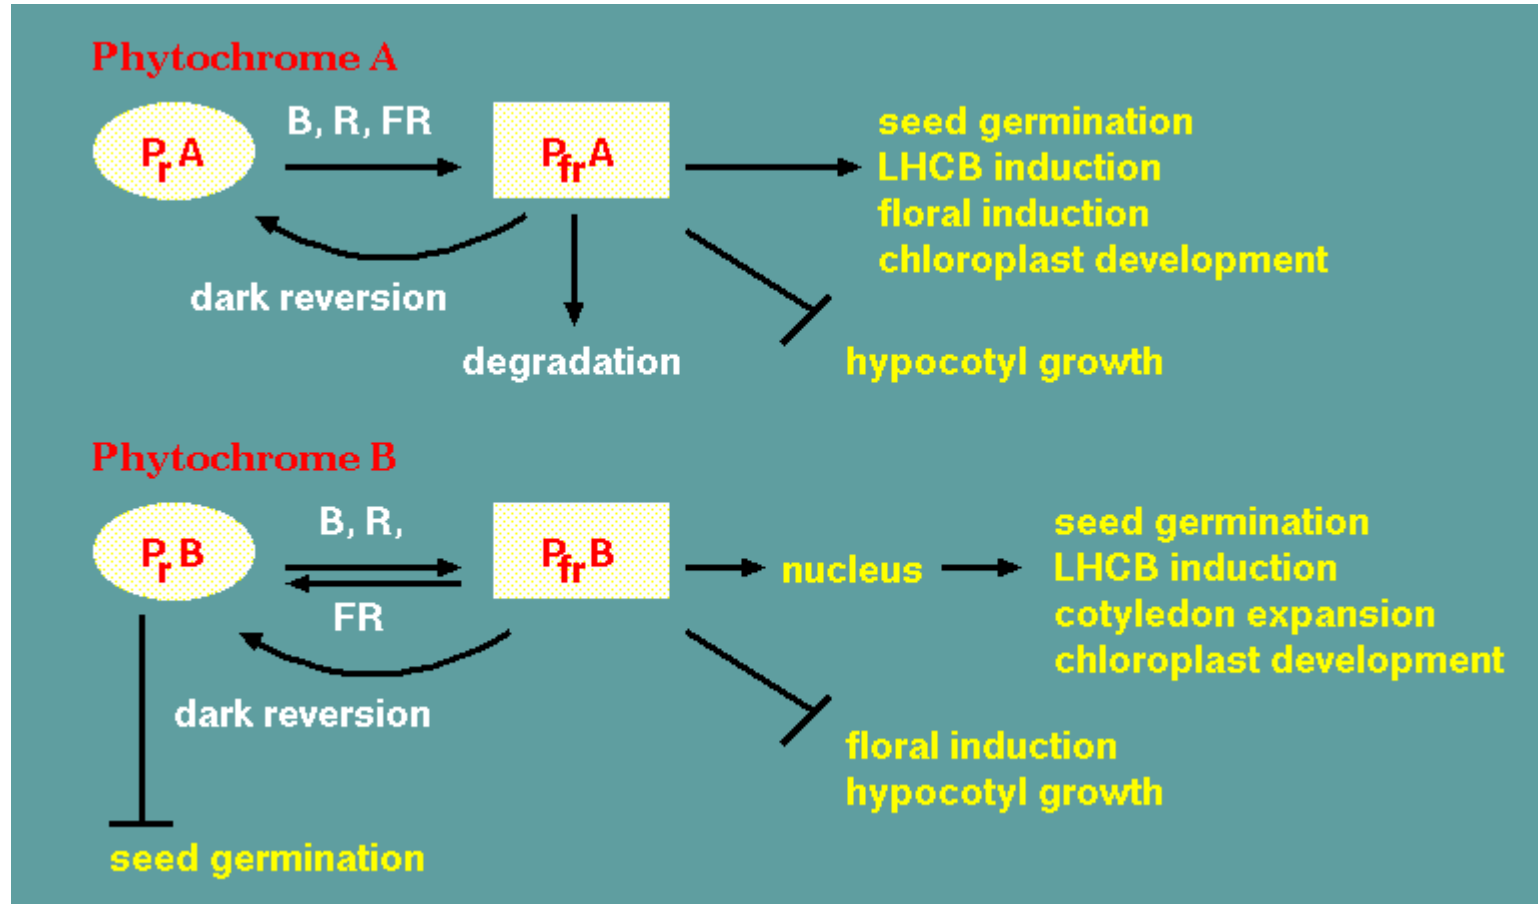 Phytochrome A
B, R, FR
PrA
PfrA
seed germination
LHCB induction
floral induction
chloroplast development
dark reversion
degradation
hypocotyl growth
Phytochrome B
B, R,
PrB
PfrB
FR
nucleus
seed germination
LHCB induction
cotyledon expansion
chloroplast development
dark reversion
floral induction
hypocotyl growth
seed germination